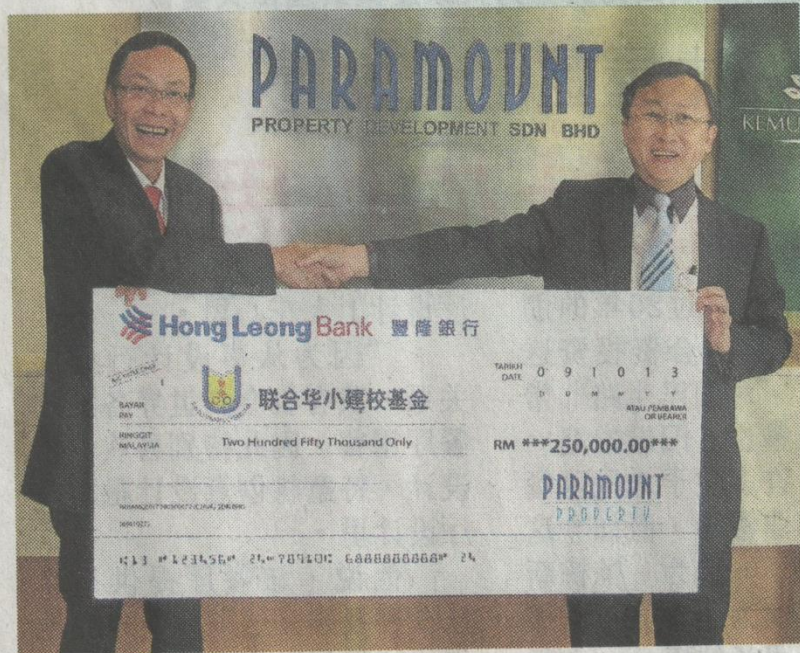 PARAMOUNT
PROPERTY DEVELOPMENT SDN BHD
KEMU
Hong Leong Bank 豐隆銀行
TARIKH
DATE
0 9 1 0 1 3
D D M M Y Y
BAYAR
PAY
联合华小建校基金
ATAU PEMBAWA
OR BEARER
RINGGIT
MALAYSIA
Two Hundred Fifty Thousand Only
RM ***250,000.00***
PARAMOUNT
PROPERTY